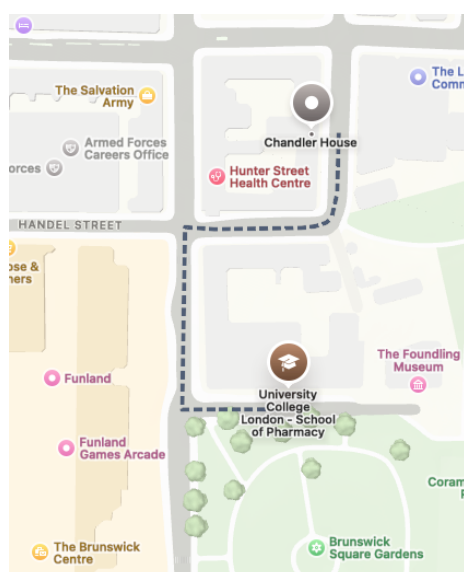 The Salvation
Army
The L
Comm
Chandler House
Armed Forces
Careers Office
orces
Hunter Street
Health Centre
HANDEL STREET
ose &
ners
The Foundling
Museum
Funland
University
College
London - School
of Pharmacy
Funland
Games Arcade
Coram
F
The Brunswick
Centre
Brunswick
Square Gardens